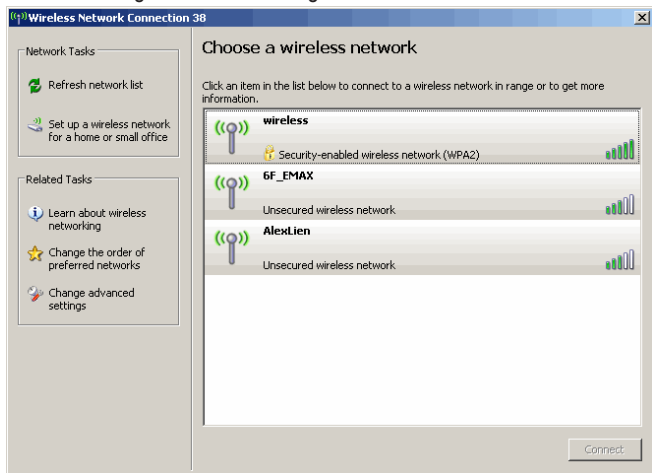 Wireless Network Connection 38
Network Tasks
Refresh network list
Set up a wireless network
for a home or small office
Related Tasks
Learn about wireless
networking
Change the order of
preferred networks
Change advanced
settings
Choose a wireless network
Click an item in the list below to connect to a wireless network in range or to get more
information.
wireless
Security-enabled wireless network (WPA2)
6F_EMAX
Unsecured wireless network
AlexLien
Unsecured wireless network
Connect